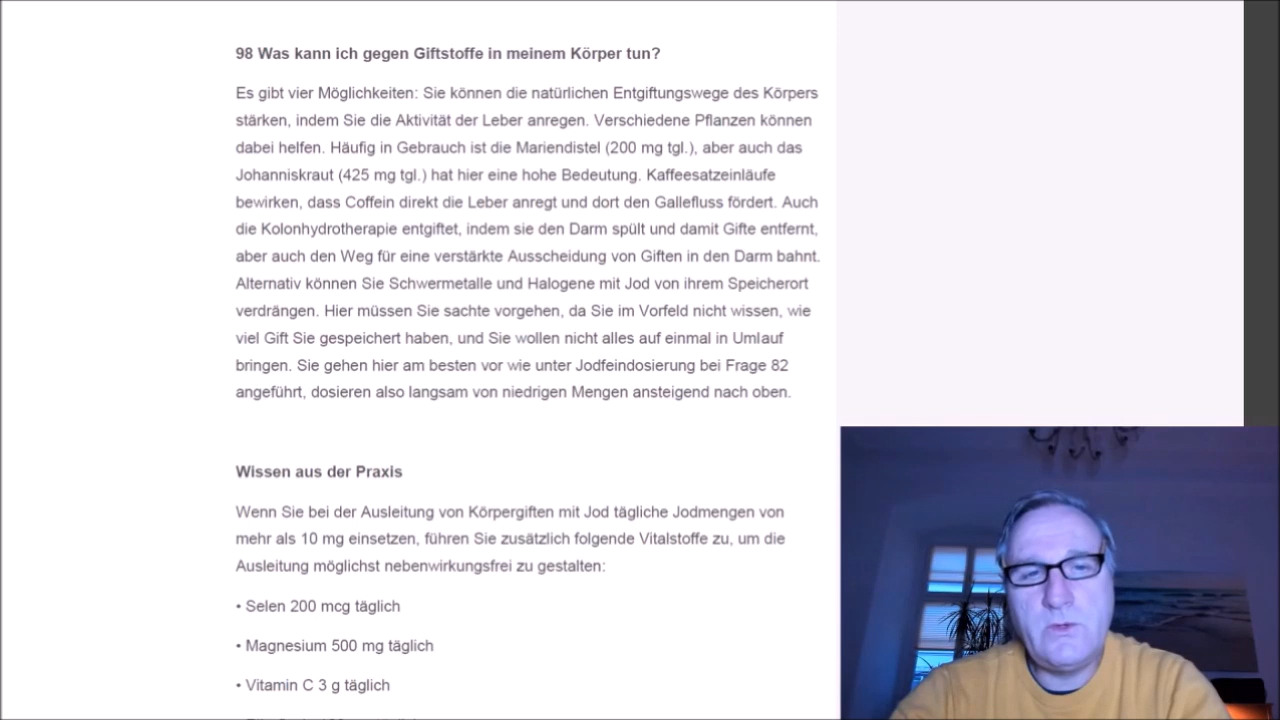 98 Was kann ich gegen Giftstoffe in meinem Körper tun?
Es gibt vier Möglichkeiten: Sie können die natürlichen Entgiftungswege des Körpers
stärken, indem Sie die Aktivität der Leber anregen. Verschiedene Pflanzen können
dabei helfen. Häufig in Gebrauch ist die Mariendistel (200 mg tgl.), aber auch das
Johanniskraut (425 mg tgl.) hat hier eine hohe Bedeutung. Kaffeesatzeinläufe
bewirken, dass Coffein direkt die Leber anregt und dort den Gallefluss fördert. Auch
die Kolonhydrotherapie entgiftet, indem sie den Darm spült und damit Gifte entfernt,
aber auch den Weg für eine verstärkte Ausscheidung von Giften in den Darm bahnt.
Alternativ können Sie Schwermetalle und Halogene mit Jod von ihrem Speicherort
verdrängen. Hier müssen Sie sachte vorgehen, da Sie im Vorfeld nicht wissen, wie
viel Gift Sie gespeichert haben, und Sie wollen nicht alles auf einmal in Umlauf
bringen. Sie gehen hier am besten vor wie unter Jodfeindosierung bei Frage 82
angeführt, dosieren also langsam von niedrigen Mengen ansteigend nach oben.
Wissen aus der Praxis
Wenn Sie bei der Ausleitung von Körpergiften mit Jod tägliche Jodmengen von
mehr als 10 mg einsetzen, führen Sie zusätzlich folgende Vitalstoffe zu, um die
Ausleitung möglichst nebenwirkungsfrei zu gestalten:
• Selen 200 mcg täglich
• Magnesium 500 mg täglich
• Vitamin C 3 g täglich